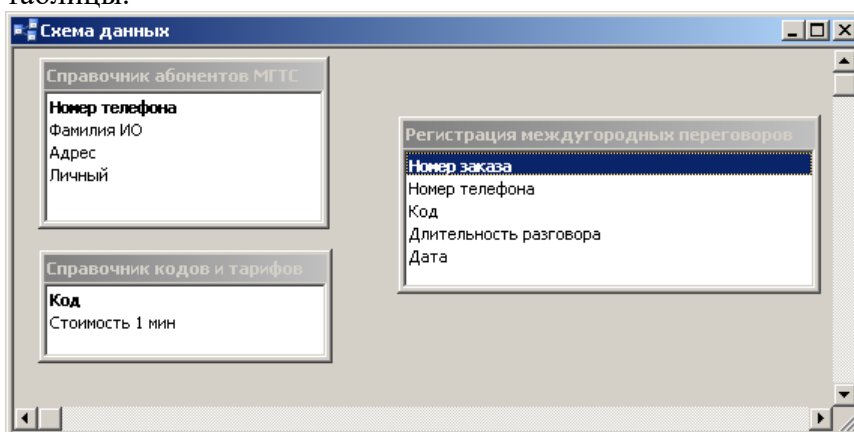 таблицы.
Схема данных
Справочник абонентов МГТС
Номер телефона
Фамилия ИО
Адрес
Личный
Регистрация междугородных переговоров
Номер заказа
Номер телефона
Код
Длительность разговора
Дата
Справочник кодов и тарифов
Код
Стоимость 1 мин